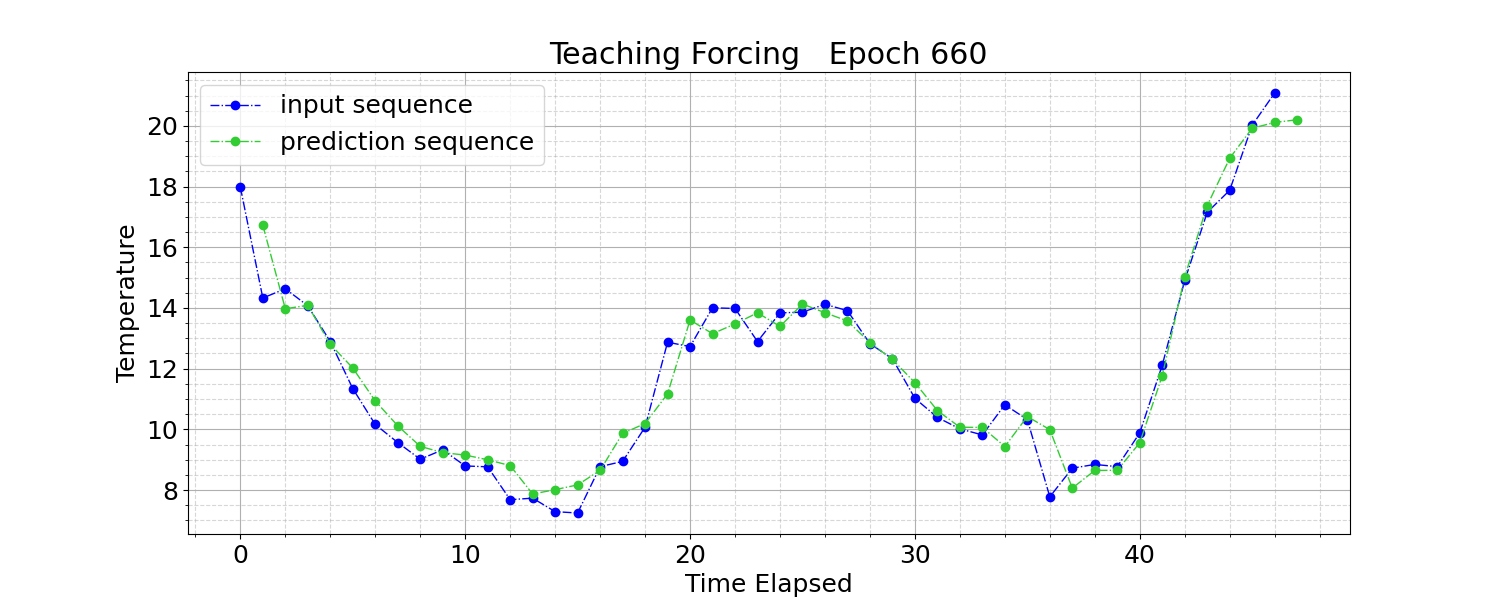 Teaching Forcing   Epoch 660
input sequence
prediction sequence
Temperature
20
18
16
14
12
10
8
0 10 20 30 40
Time Elapsed